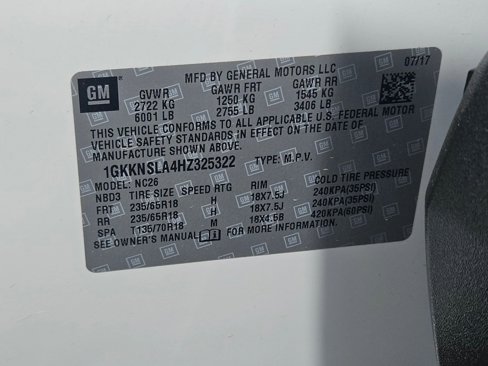 MFD BY GENERAL MOTORS LLC 07/17
GM ® GVWR GAWR FRT GAWR RR
2722 KG 1250 KG 1545 KG
6001 LB 2755 LB 3406 LB
THIS VEHICLE CONFORMS TO ALL APPLICABLE U.S. FEDERAL MOTOR
VEHICLE SAFETY STANDARDS IN EFFECT ON THE DATE OF
MANUFACTURE SHOWN ABOVE.
1GKKNSLA4HZ325322 TYPE: M.P.V.
MODEL: NC26
NBD3 TIRE SIZE SPEED RTG RIM COLD TIRE PRESSURE
FRT 235/65R18 H 18X7.5J 240KPA(35PSI)
RR 235/65R18 H 18X7.5J 240KPA(35PSI)
SPA T135/70R18 M 18X4.5B 420KPA(60PSI)
SEE OWNER'S MANUAL FOR MORE INFORMATION.